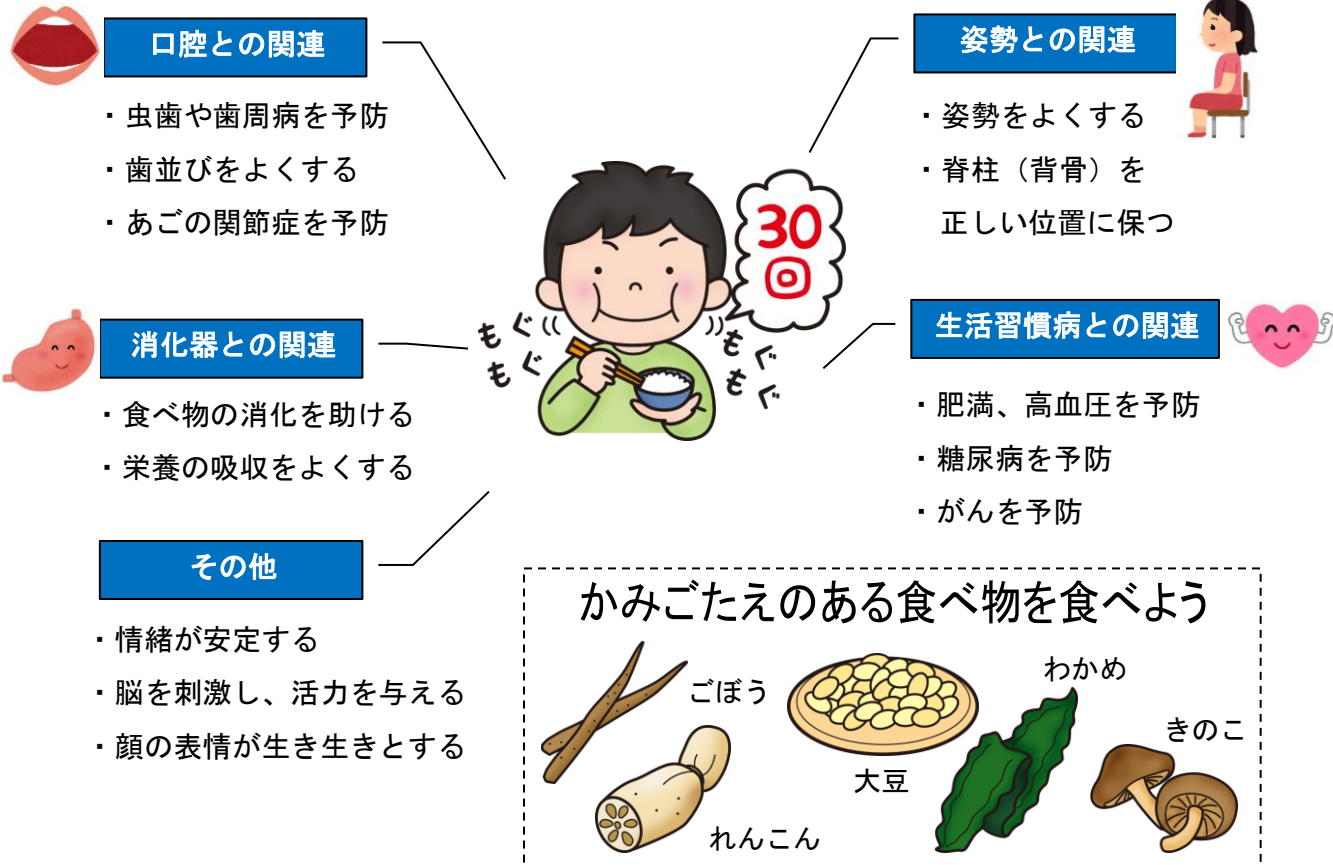 口腔との関連
・虫歯や歯周病を予防
・歯並びをよくする
・あごの関節症を予防
姿勢との関連
・姿勢をよくする
・脊柱（背骨）を
正しい位置に保つ
30
回
もぐ
もぐ
もぐ
もぐ
消化器との関連
・食べ物の消化を助ける
・栄養の吸収をよくする
生活習慣病との関連
・肥満、高血圧を予防
・糖尿病を予防
・がんを予防
その他
・情緒が安定する
・脳を刺激し、活力を与える
・顔の表情が生き生きとする
かみごたえのある食べ物を食べよう
ごぼう
れんこん
大豆
わかめ
きのこ